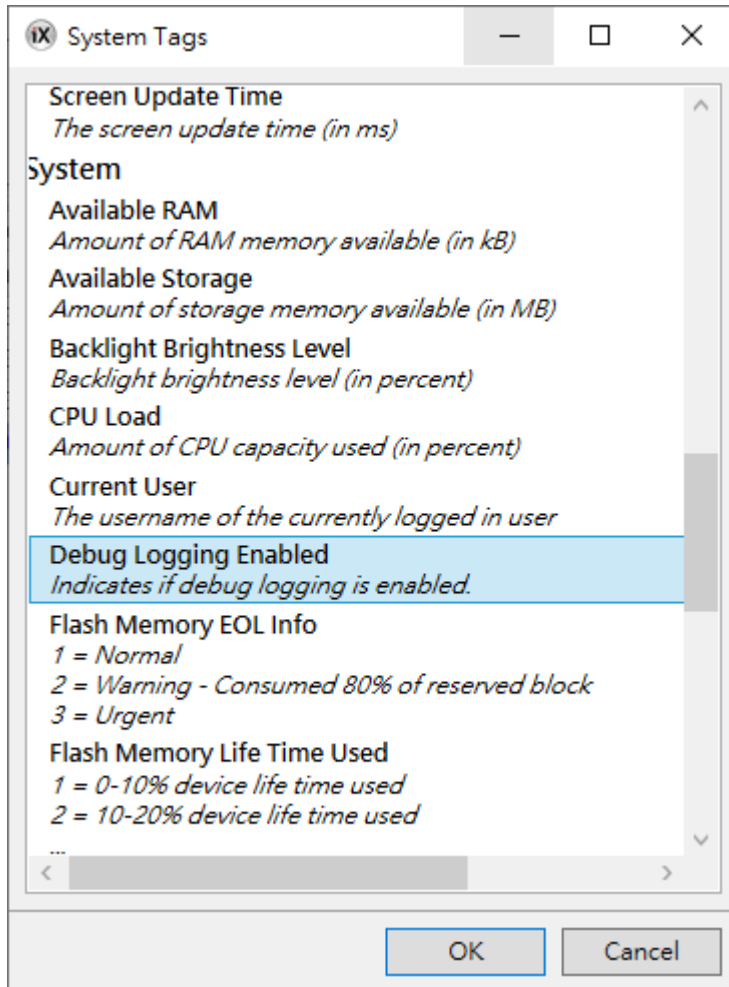 iX System Tags
Screen Update Time
The screen update time (in ms)
System
Available RAM
Amount of RAM memory available (in kB)
Available Storage
Amount of storage memory available (in MB)
Backlight Brightness Level
Backlight brightness level (in percent)
CPU Load
Amount of CPU capacity used (in percent)
Current User
The username of the currently logged in user
Debug Logging Enabled
Indicates if debug logging is enabled.
Flash Memory EOL Info
1 = Normal
2 = Warning - Consumed 80% of reserved block
3 = Urgent
Flash Memory Life Time Used
1 = 0-10% device life time used
2 = 10-20% device life time used
...
OK Cancel